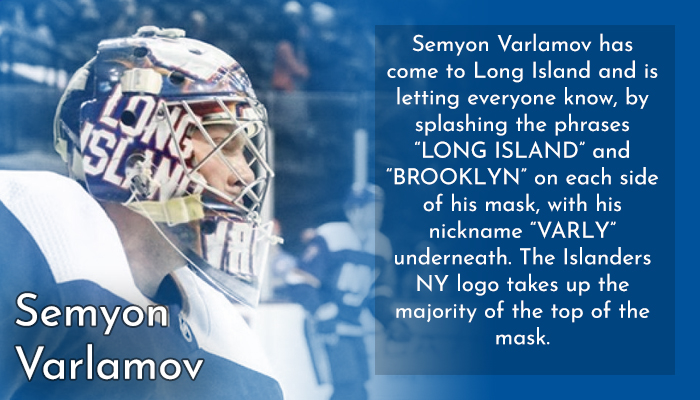 LONG
ISLAND
Semyon
Varlamov
Semyon Varlamov has
come to Long Island and is
letting everyone know, by
splashing the phrases
“LONG ISLAND” and
“BROOKLYN” on each side
of his mask, with his
nickname “VARLY”
underneath. The Islanders
NY logo takes up the
majority of the top of the
mask.